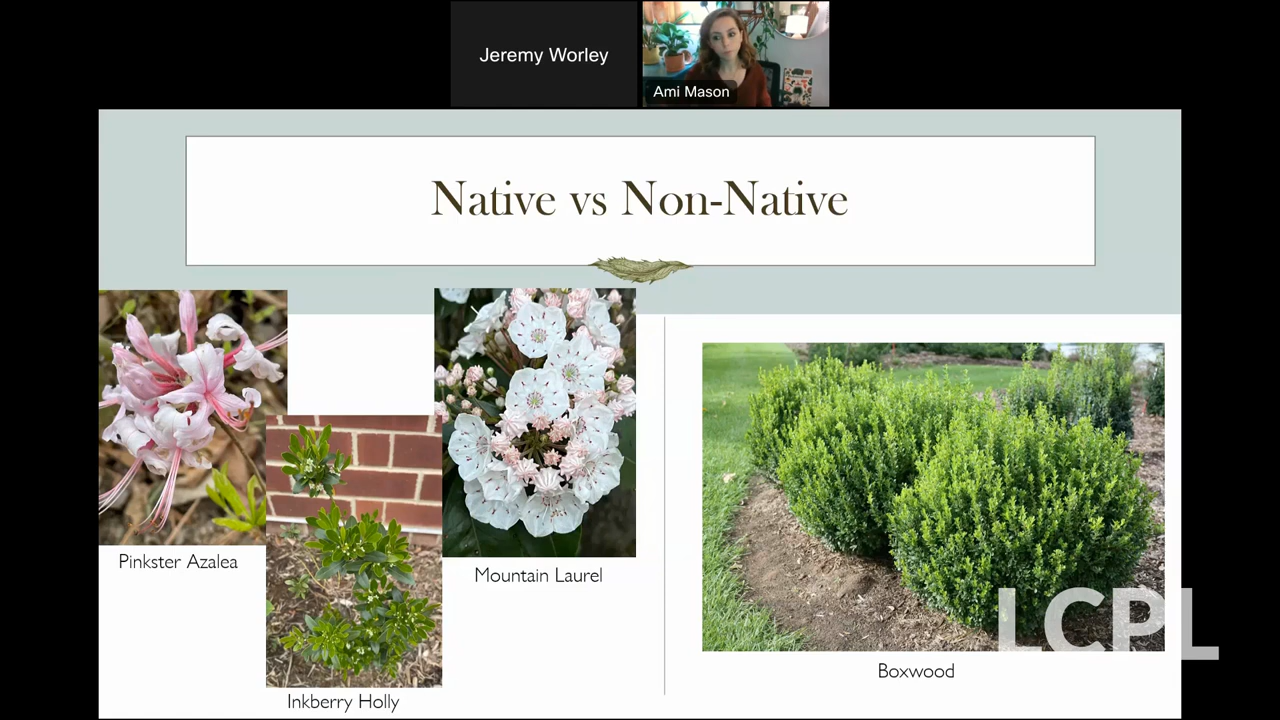 Jeremy Worley
Ami Mason
Native vs Non-Native
Pinkster Azalea
Mountain Laurel
Inkberry Holly
Boxwood
LCPL